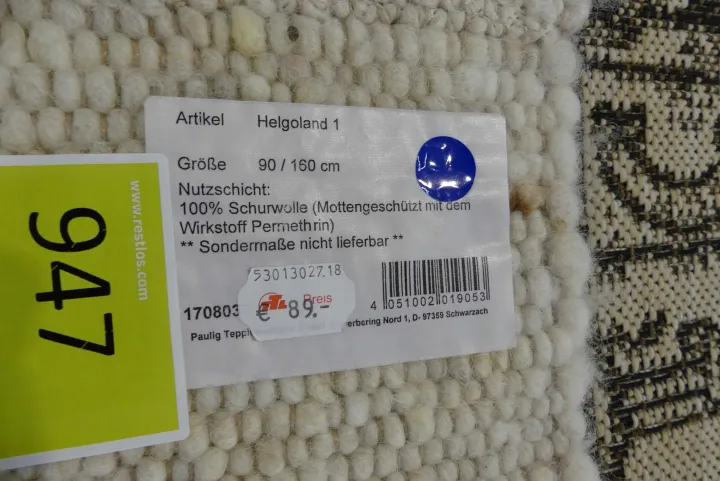 Artikel Helgoland 1
Größe 90 / 160 cm
Nutzschicht:
100% Schurwolle (Mottengeschützt mit dem
Wirkstoff Permethrin)
** Sondermaße nicht lieferbar **
53013027.18
Preis
€ 89.-
170803
4 051002 019053
Paulig Nord 1, D- 97359 Schwarzach
www.restlos.com
947